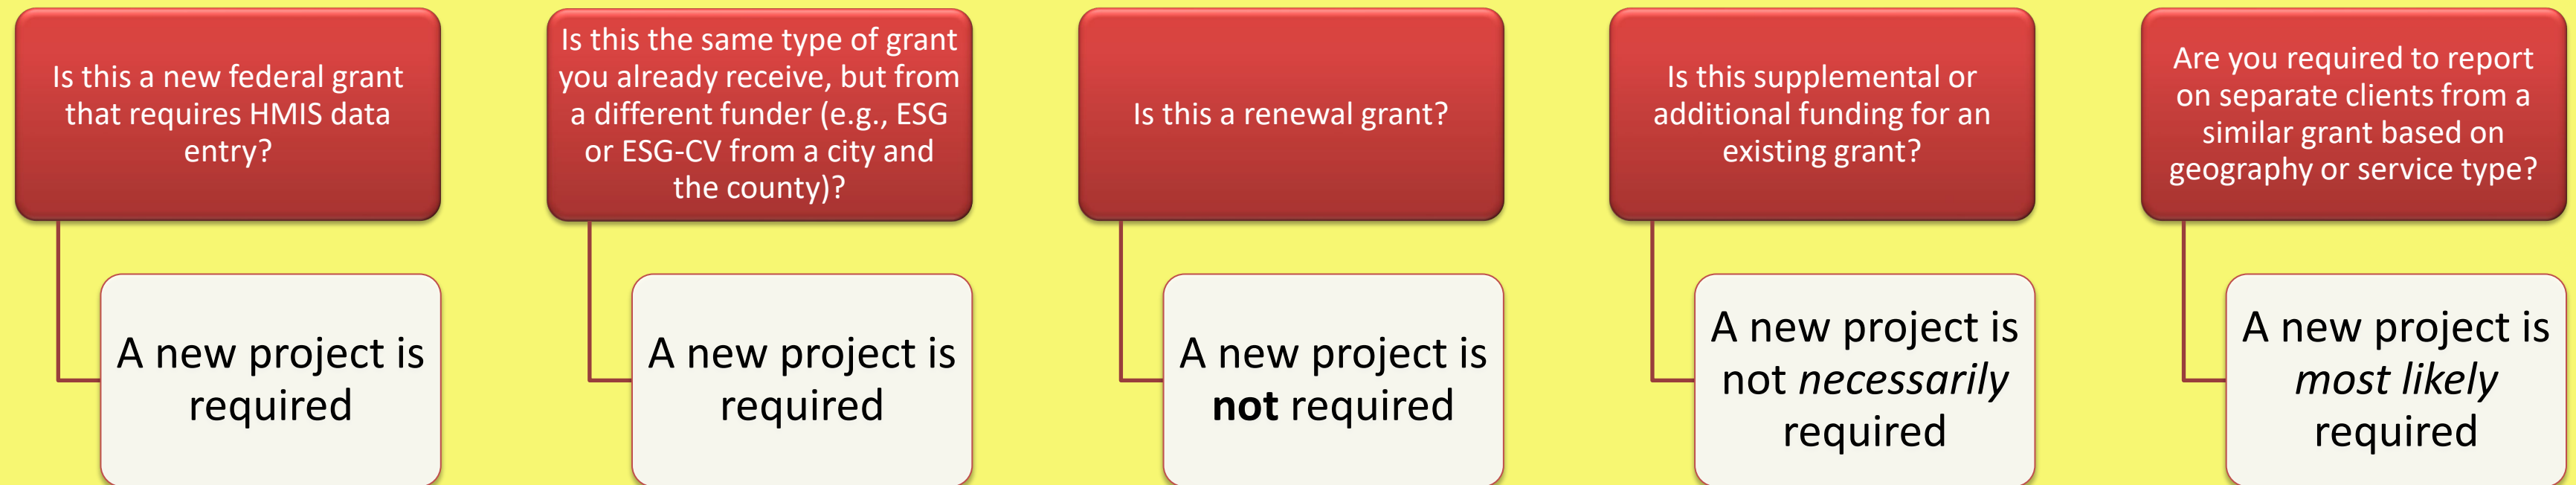 Is this a new federal grant
that requires HMIS data
entry?
A new project is
required
Is this the same type of grant
you already receive, but from
a different funder (e.g., ESG
or ESG-CV from a city and
the county)?
A new project is
required
Is this a renewal grant?
A new project is
not required
Is this supplemental or
additional funding for an
existing grant?
A new project is
not necessarily
required
Are you required to report
on separate clients from a
similar grant based on
geography or service type?
A new project is
most likely
required